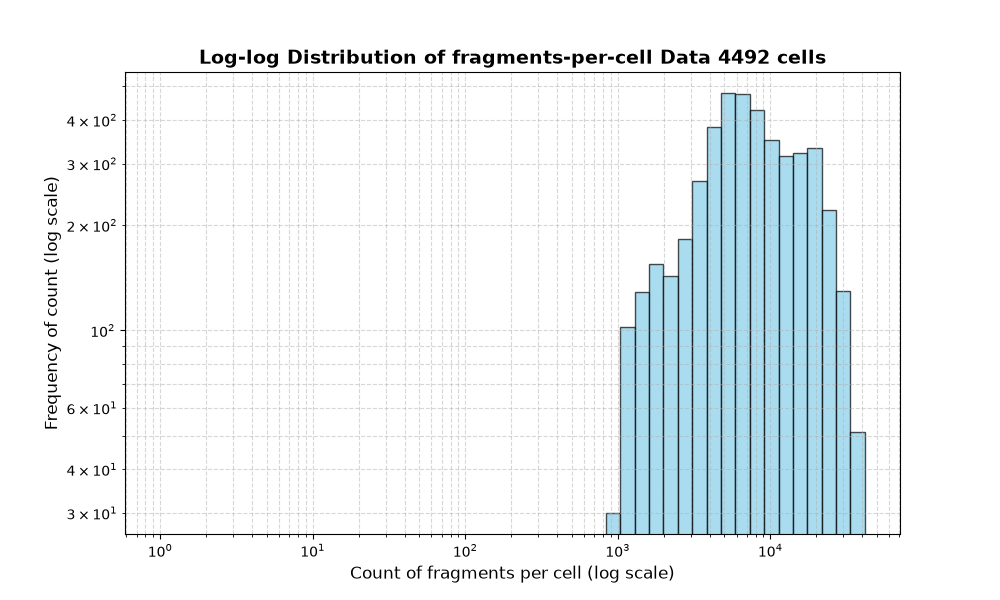 Log-log Distribution of fragments-per-cell Data 4492 cells
Frequency of count (log scale)
4 × 10²
3 × 10²
2 × 10²
10²
6 × 10¹
4 × 10¹
3 × 10¹
10⁰ 10¹ 10² 10³ 10⁴
Count of fragments per cell (log scale)